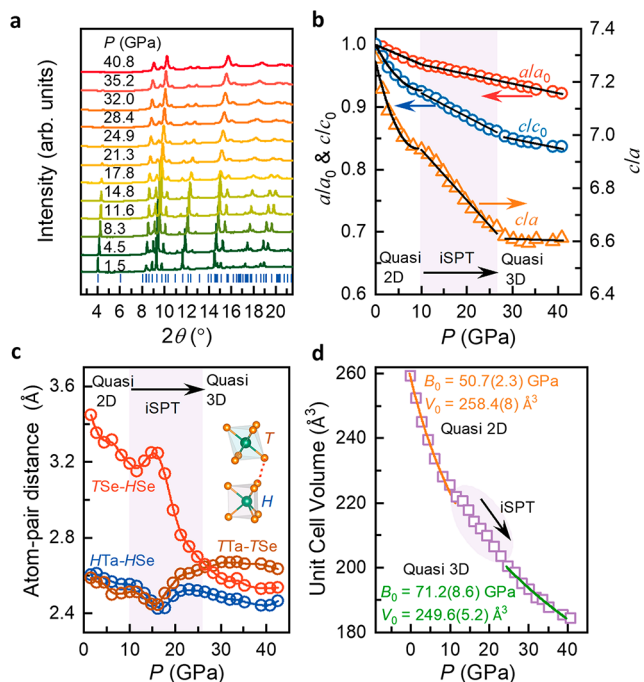 a
P (GPa)
40.8
35.2
32.0
28.4
24.9
21.3
17.8
14.8
11.6
8.3
4.5
1.5
Intensity (arb. units)
4 6 8 10 12 14 16 18 20
2θ (°)
b
1.0
0.9
0.8
0.7
0.6
a/a0 & c/c0
7.4
7.2
7.0
6.8
6.6
6.4
c/a
a/a0
c/c0
c/a
Quasi
2D
iSPT
Quasi
3D
0 10 20 30 40
P (GPa)
c
3.6
3.2
2.8
2.4
Atom-pair distance (Å)
Quasi
2D
iSPT
Quasi
3D
T
H
TSe-HSe
TTa-TSe
HTa-HSe
0 10 20 30 40
P (GPa)
d
260
240
220
200
180
Unit Cell Volume (Å³)
B₀ = 50.7(2.3) GPa
V₀ = 258.4(8) Å³
Quasi 2D
iSPT
Quasi 3D
B₀ = 71.2(8.6) GPa
V₀ = 249.6(5.2) Å³
0 10 20 30 40
P (GPa)